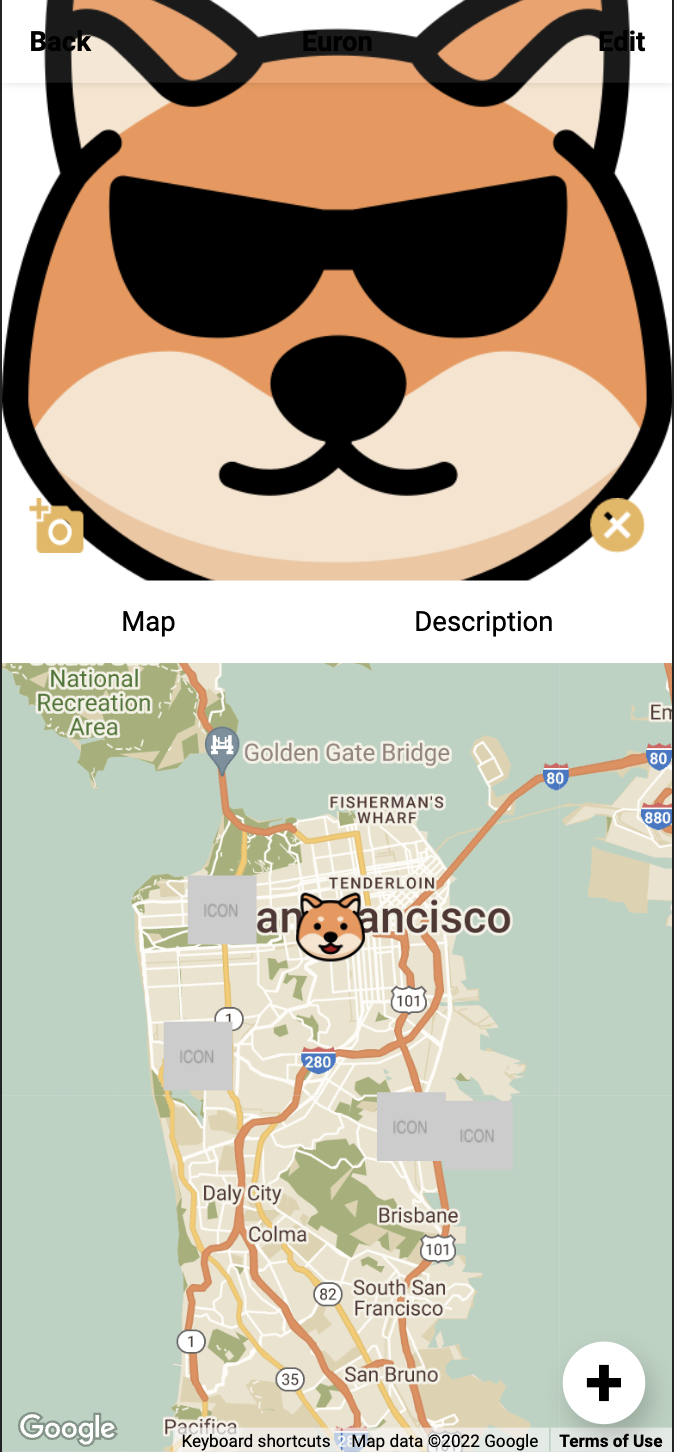 Back
Euron
Edit
Map
Description
National
Recreation
Area
Golden Gate Bridge
Em
80
80
880
FISHERMAN'S
WHARF
TENDERLOIN
ICON
an ancisco
101
1
ICON
280
ICON
ICON
Daly City
Brisbane
Colma
101
82
South San
Francisco
1
35
San Bruno
Pacifica
Google
Keyboard shortcuts
Map data ©2022 Google
Terms of Use